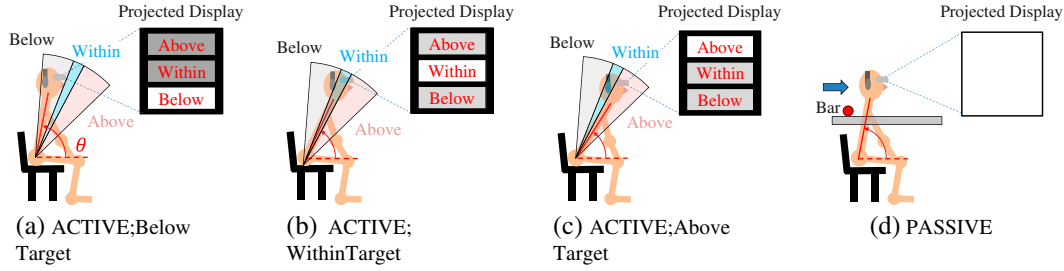 Projected Display
Below
Within
Above
θ
Above
Within
Below
(a) ACTIVE;Below
Target
Projected Display
Below
Within
Above
Above
Within
Below
(b) ACTIVE;
WithinTarget
Projected Display
Below
Within
Above
Above
Within
Below
(c) ACTIVE;Above
Target
Projected Display
Bar
(d) PASSIVE